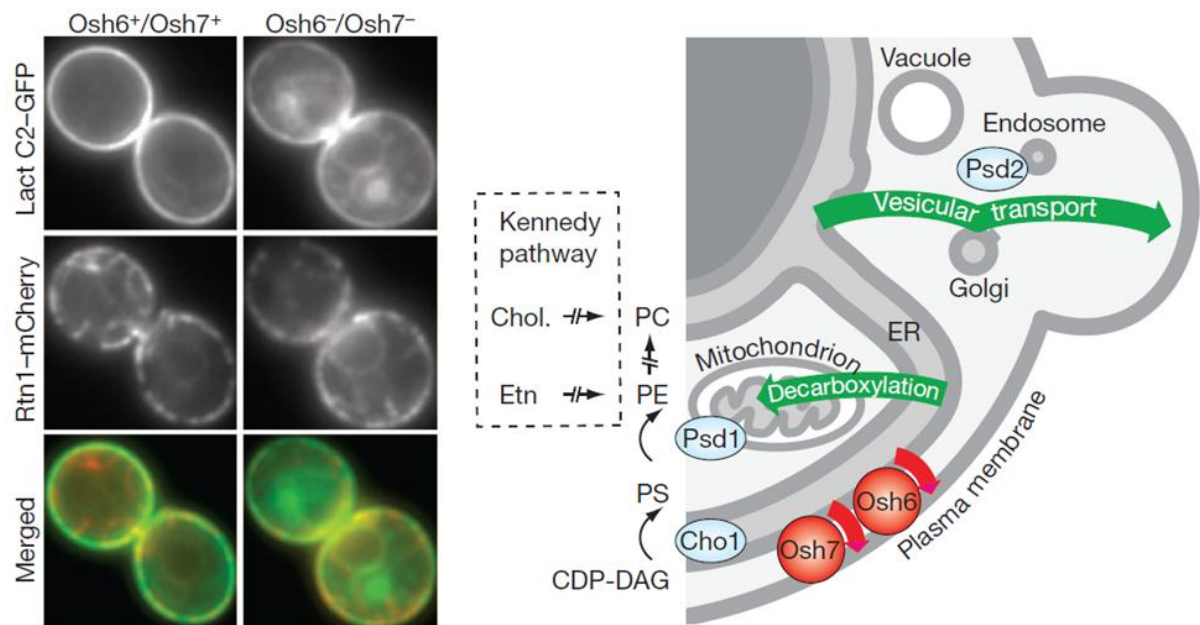 Osh6⁺/Osh7⁺
Osh6⁻/Osh7⁻
Lact C2–GFP
Rtn1–mCherry
Merged
Kennedy
pathway
Chol.
PC
Etn
PE
PS
CDP-DAG
Vacuole
Endosome
Psd2
Vesicular transport
Golgi
ER
Mitochondrion
Decarboxylation
Psd1
Cho1
Osh6
Osh7
Plasma membrane